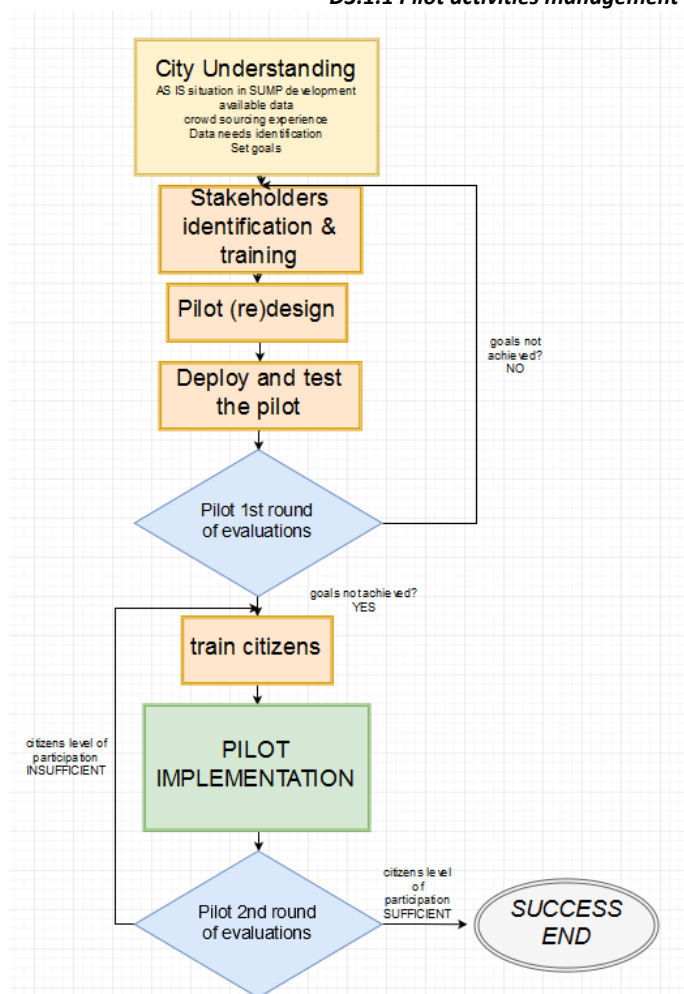 D3.1.1 Pilot activities management
City Understanding
AS IS situation in SUMP development
available data
crowd sourcing experience
Data needs identification
Set goals
Stakeholders
identification &
training
Pilot (re)design
goals not
achieved?
NO
Deploy and test
the pilot
Pilot 1st round
of evaluations
goals not achieved?
YES
train citizens
citizens level of
participation
INSUFFICIENT
PILOT
IMPLEMENTATION
citizens level
of
participation
SUFFICIENT
Pilot 2nd round
of evaluations
SUCCESS
END